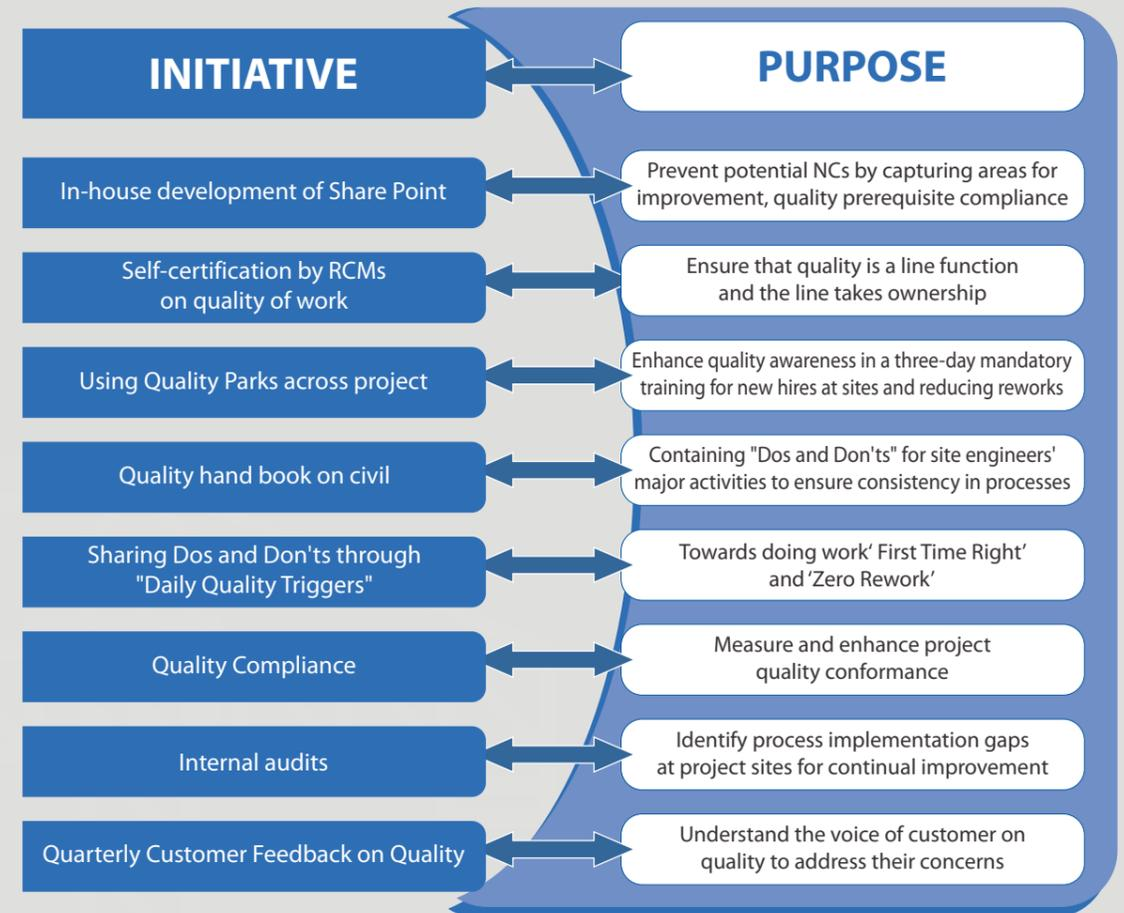 INITIATIVE
PURPOSE
In-house development of Share Point
Prevent potential NCs by capturing areas for
improvement, quality prerequisite compliance
Self-certification by RCMs
on quality of work
Ensure that quality is a line function
and the line takes ownership
Using Quality Parks across project
Enhance quality awareness in a three-day mandatory
training for new hires at sites and reducing reworks
Quality hand book on civil
Containing "Dos and Don'ts" for site engineers'
major activities to ensure consistency in processes
Sharing Dos and Don'ts through
"Daily Quality Triggers"
Towards doing work‘ First Time Right’
and ‘Zero Rework’
Quality Compliance
Measure and enhance project
quality conformance
Internal audits
Identify process implementation gaps
at project sites for continual improvement
Quarterly Customer Feedback on Quality
Understand the voice of customer on
quality to address their concerns